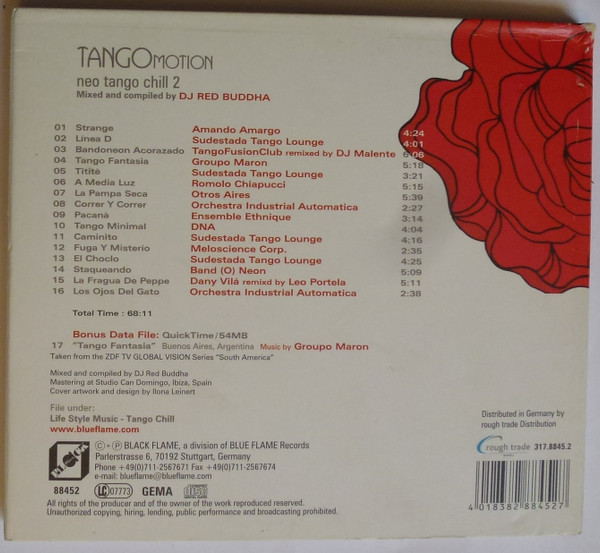 TANGOMOTION
neo tango chill 2
Mixed and compiled by DJ RED BUDDHA
01 Strange Amando Amargo 4:24
02 Línea D Sudestada Tango Lounge 4:01
03 Bandoneon Acorazado TangoFusionClub remixed by DJ Malente 6:06
04 Tango Fantasia Groupo Maron 5:18
05 Titité Sudestada Tango Lounge 3:21
06 A Media Luz Romolo Chiapucci 5:15
07 La Pampa Seca Otros Aires 5:39
08 Correr Y Correr Orchestra Industrial Automatica 2:27
09 Pacanà Ensemble Ethnique 3:14
10 Tango Minimal DNA 4:04
11 Caminito Sudestada Tango Lounge 4:16
12 Fuga Y Misterio Meloscience Corp. 2:35
13 El Choclo Sudestada Tango Lounge 4:25
14 Staqueando Band (O) Neon 5:09
15 La Fragua De Peppe Dany Vilá remixed by Leo Portela 5:11
16 Los Ojos Del Gato Orchestra Industrial Automatica 2:38
Total Time : 68:11
Bonus Data File: QuickTime/54MB
17 "Tango Fantasia" Buenos Aires, Argentina Music by Groupo Maron
Taken from the ZDF TV GLOBAL VISION Series "South America"
Mixed and compiled by DJ Red Buddha
Mastering at Studio Can Domingo, Ibiza, Spain
Cover artwork and design by Ilona Leinert
File under:
Life Style Music - Tango Chill
www.blueflame.com
Distributed in Germany by
rough trade Distribution
© + ℗ BLACK FLAME, a division of BLUE FLAME Records
Parlerstrasse 6, 70192 Stuttgart, Germany
Phone +49(0)711-2567671 Fax +49(0)711-2567674
e-mail: blueflame@blueflame.com
rough trade 317.8845.2
88452 LC 07773 GEMA
All rights of the producer and of the owner of the work reproduced reserved.
Unauthorized copying, hiring, lending, public performance and broadcasting prohibited.
4 018382 884527